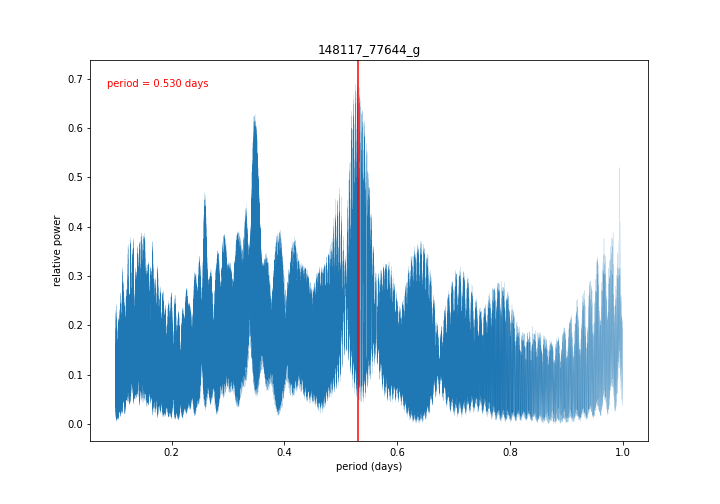 148117_77644_g
period = 0.530 days
relative power
0.7
0.6
0.5
0.4
0.3
0.2
0.1
0.0
0.2 0.4 0.6 0.8 1.0
period (days)